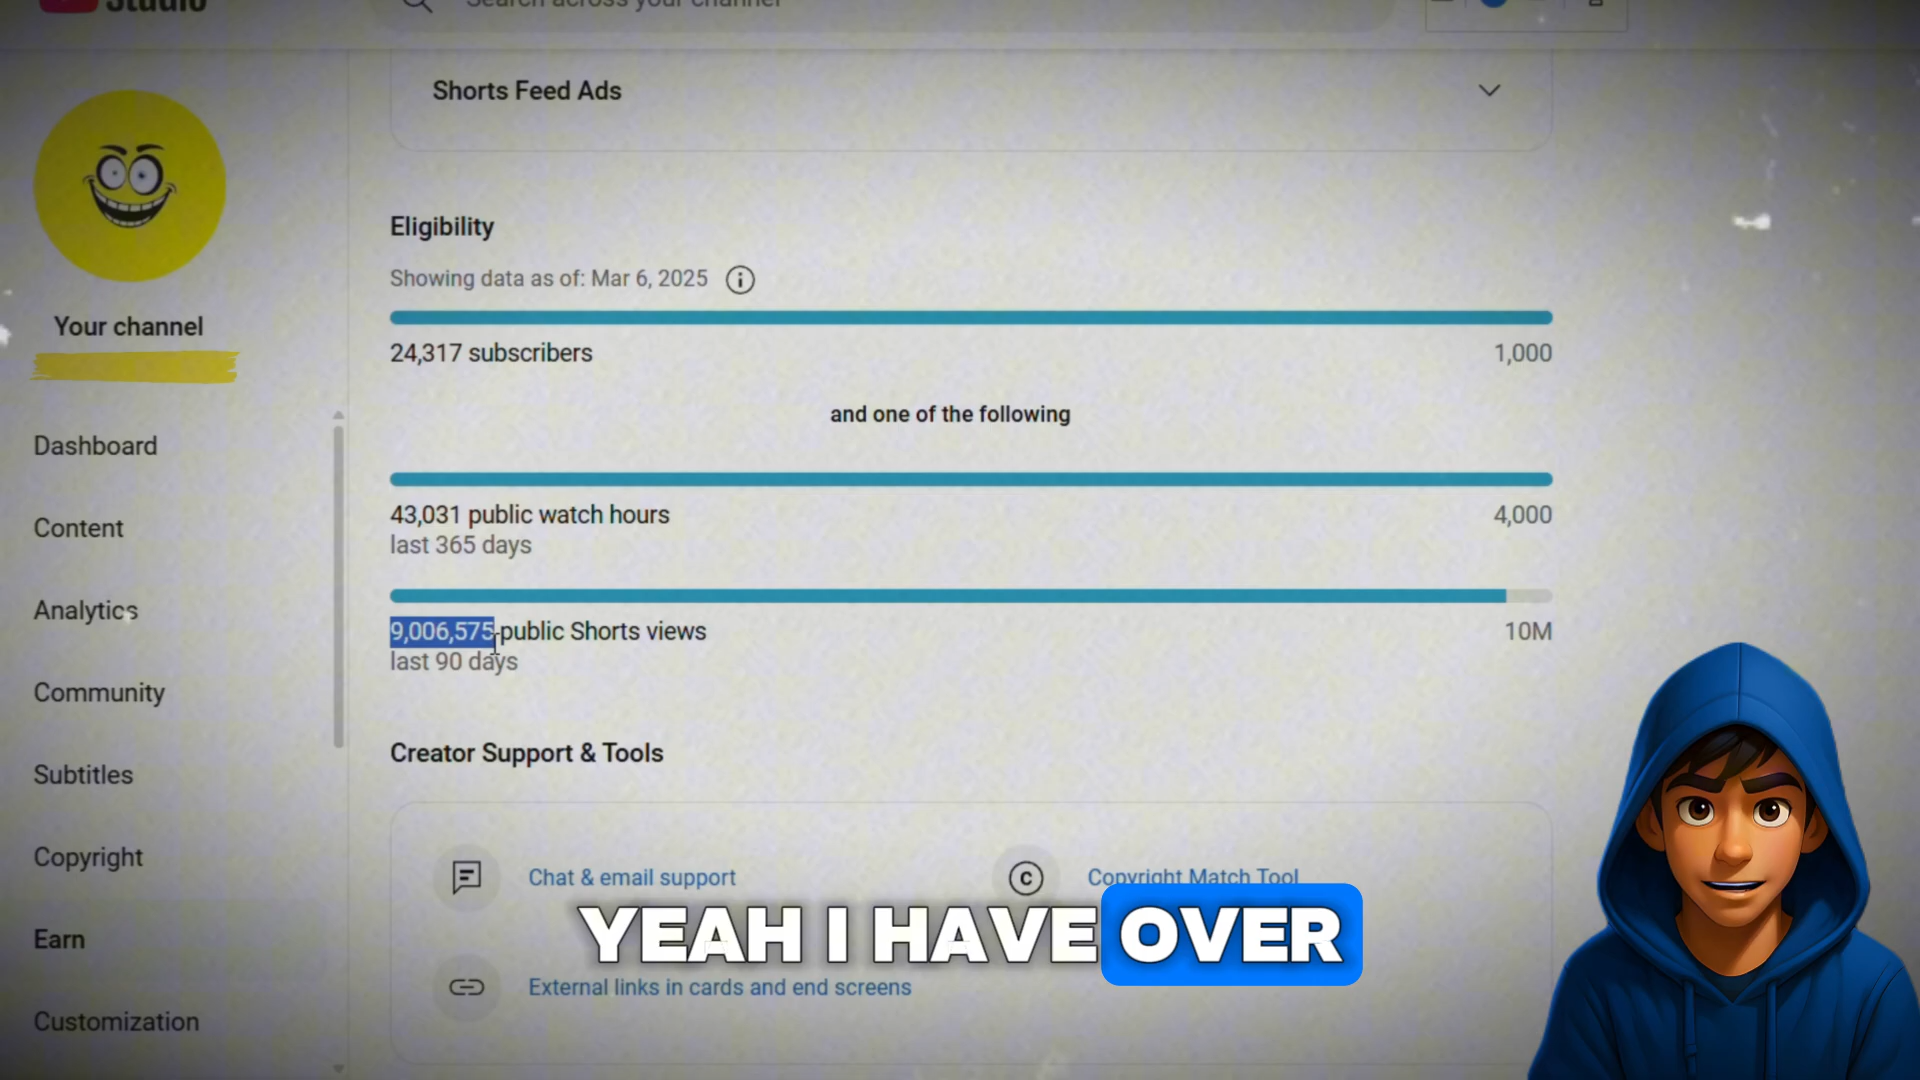 Studio
Search across your channel
Shorts Feed Ads
Eligibility
Showing data as of: Mar 6, 2025
24,317 subscribers
1,000
and one of the following
43,031 public watch hours
4,000
last 365 days
9,006,575 public Shorts views
10M
last 90 days
Creator Support & Tools
Chat & email support
Copyright Match Tool
External links in cards and end screens
Your channel
Dashboard
Content
Analytics
Community
Subtitles
Copyright
Earn
Customization
YEAH I HAVE OVER